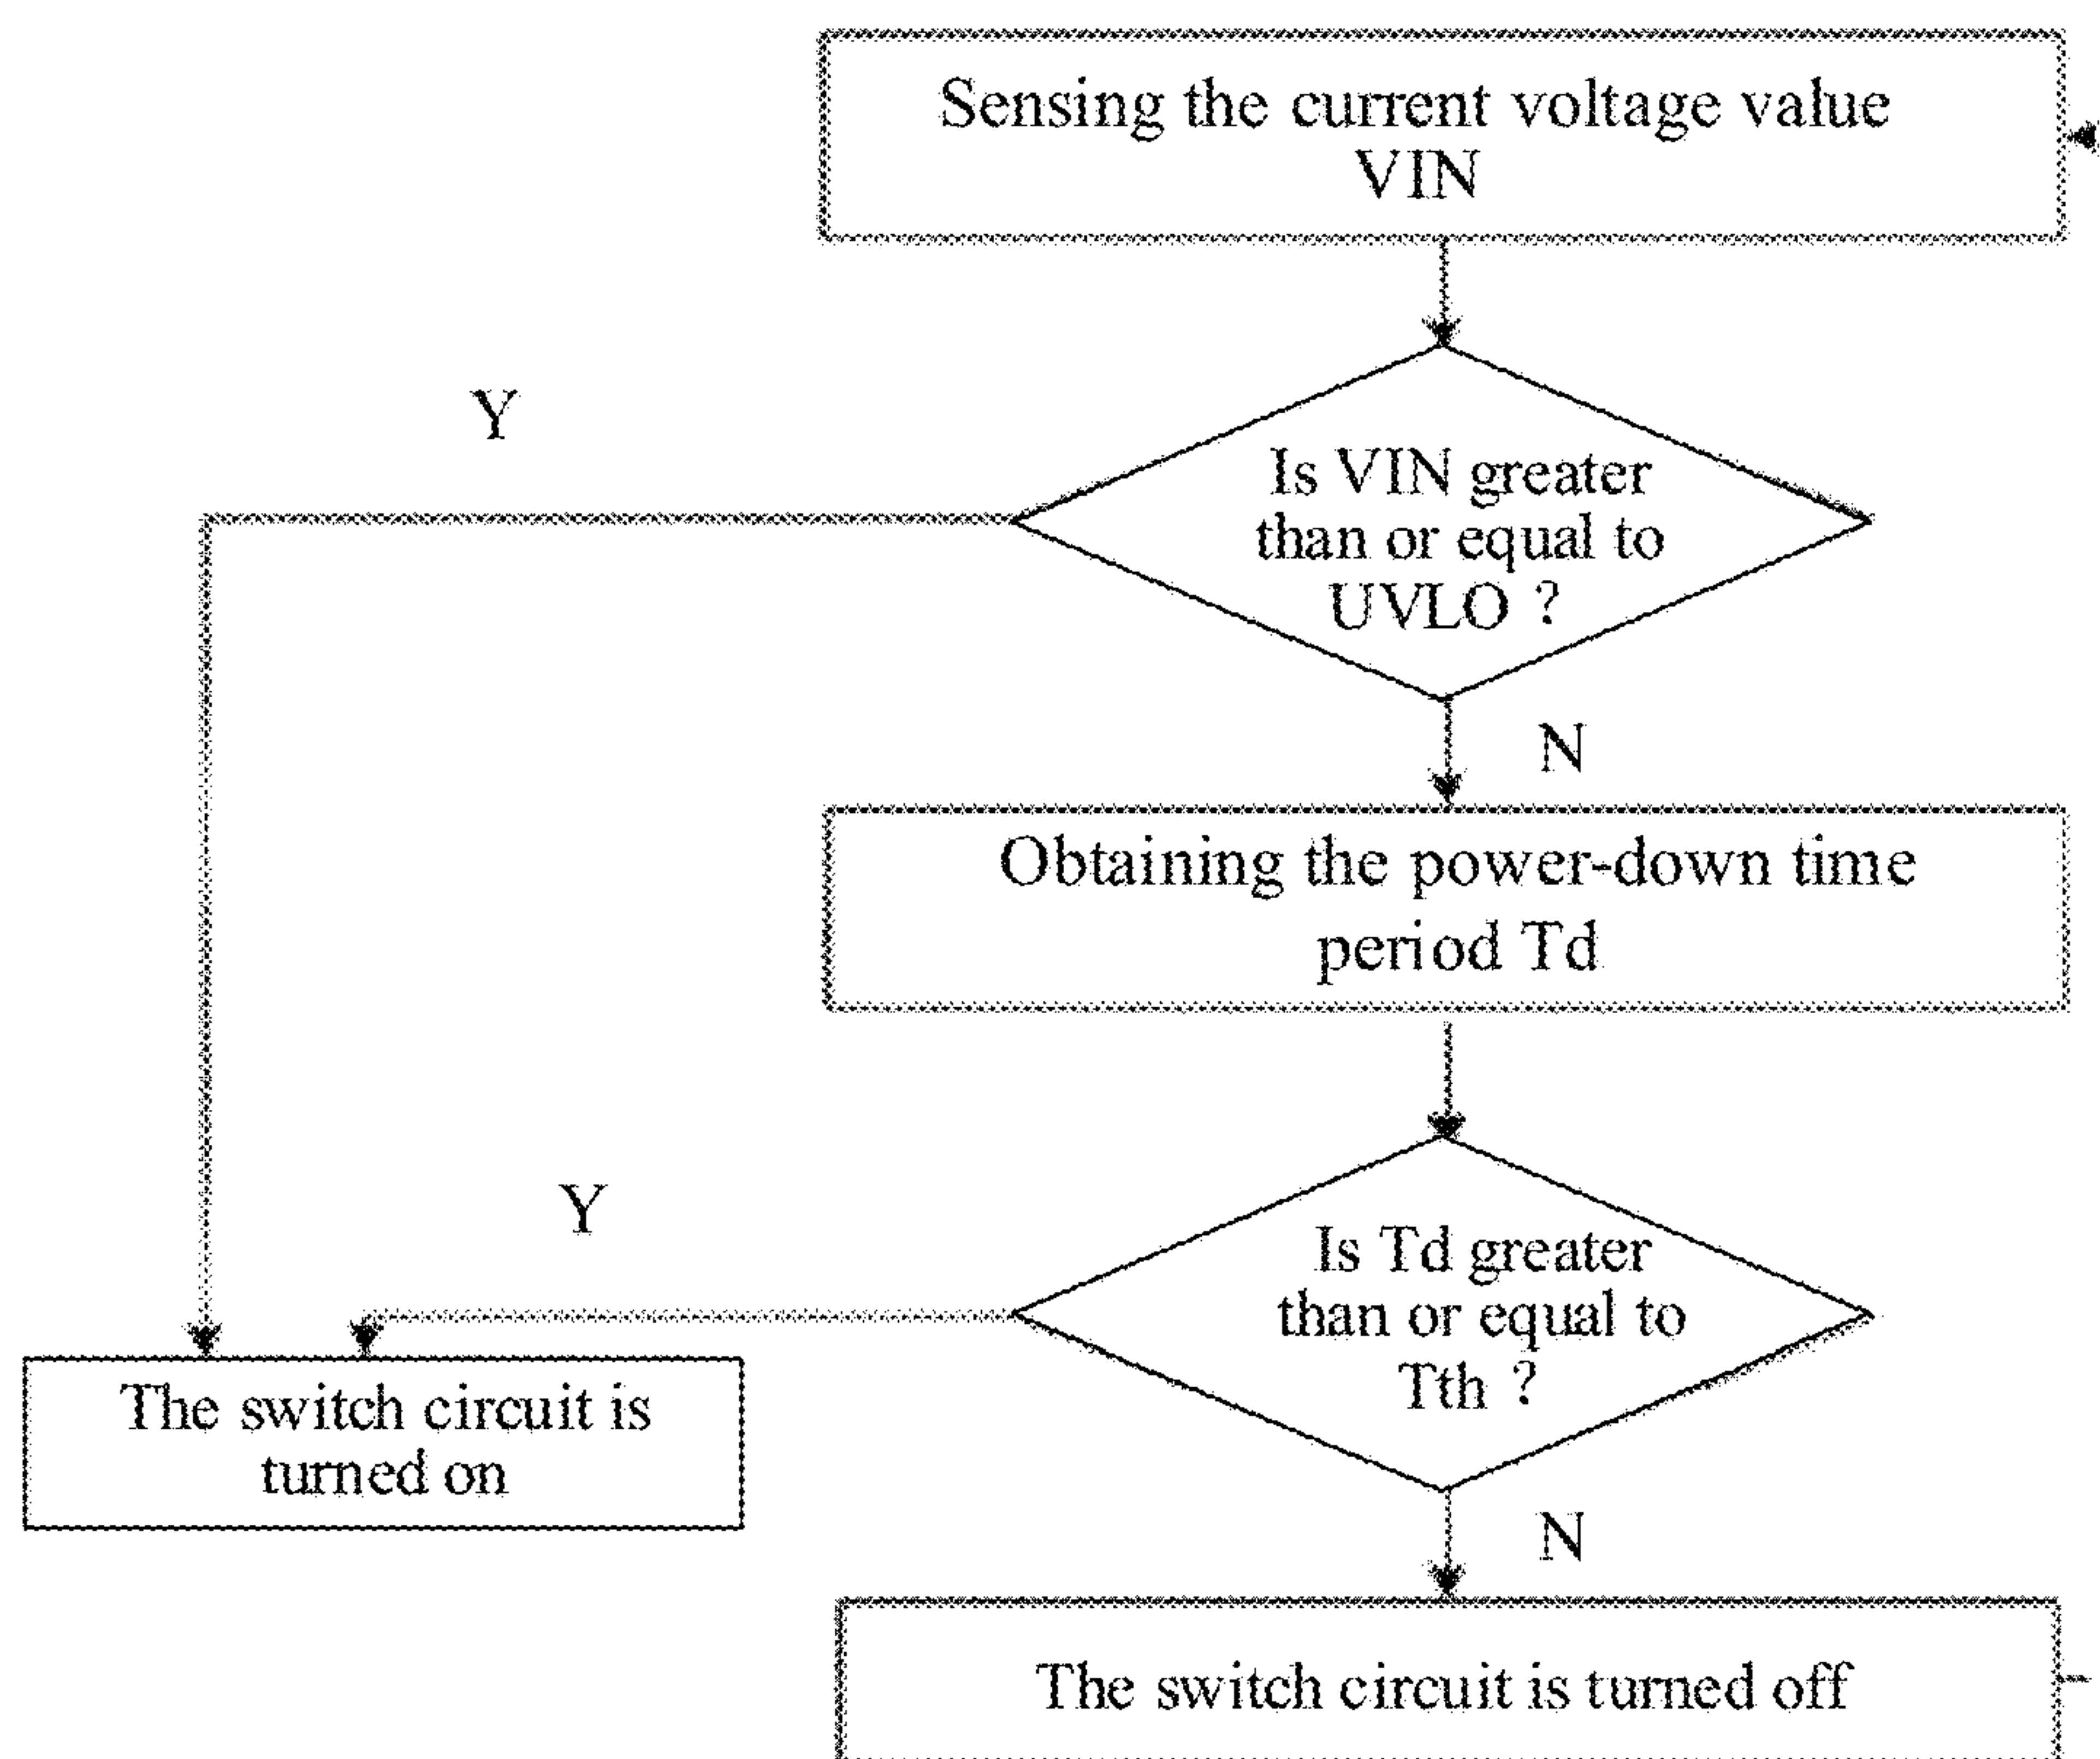 Sensing the current voltage value
VIN
Y
Is VIN greater
than or equal to
UVLO ?
N
Obtaining the power-down time
period Td
Y
Is Td greater
than or equal to
Tth ?
The switch circuit is
turned on
N
The switch circuit is turned off